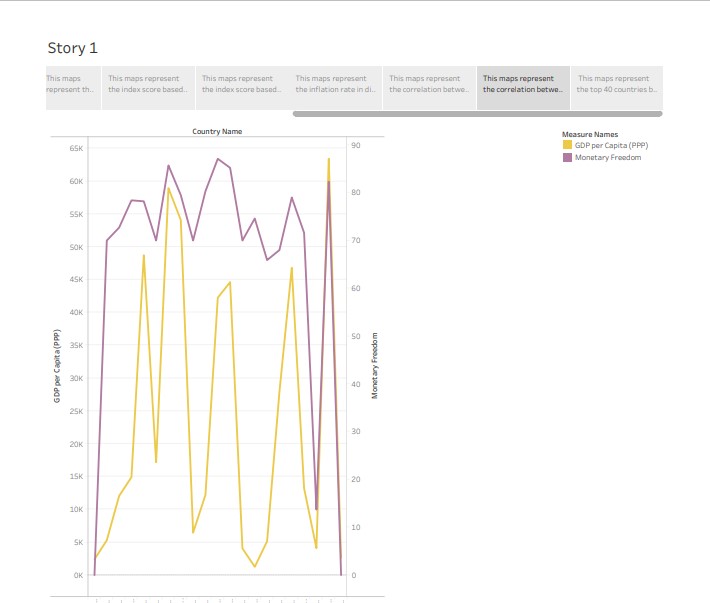 Story 1
This maps
represent th..
This maps represent
the index score based..
This maps represent
the index score based..
This maps represent
the inflation rate in di..
This maps represent
the correlation betwe..
This maps represent
the correlation betwe..
This maps represent
the top 40 countries b..
Country Name
Measure Names
GDP per Capita (PPP)
Monetary Freedom
65K
60K
55K
50K
45K
40K
35K
30K
25K
20K
15K
10K
5K
0K
GDP per Capita (PPP)
90
80
70
60
50
40
30
20
10
0
Monetary Freedom